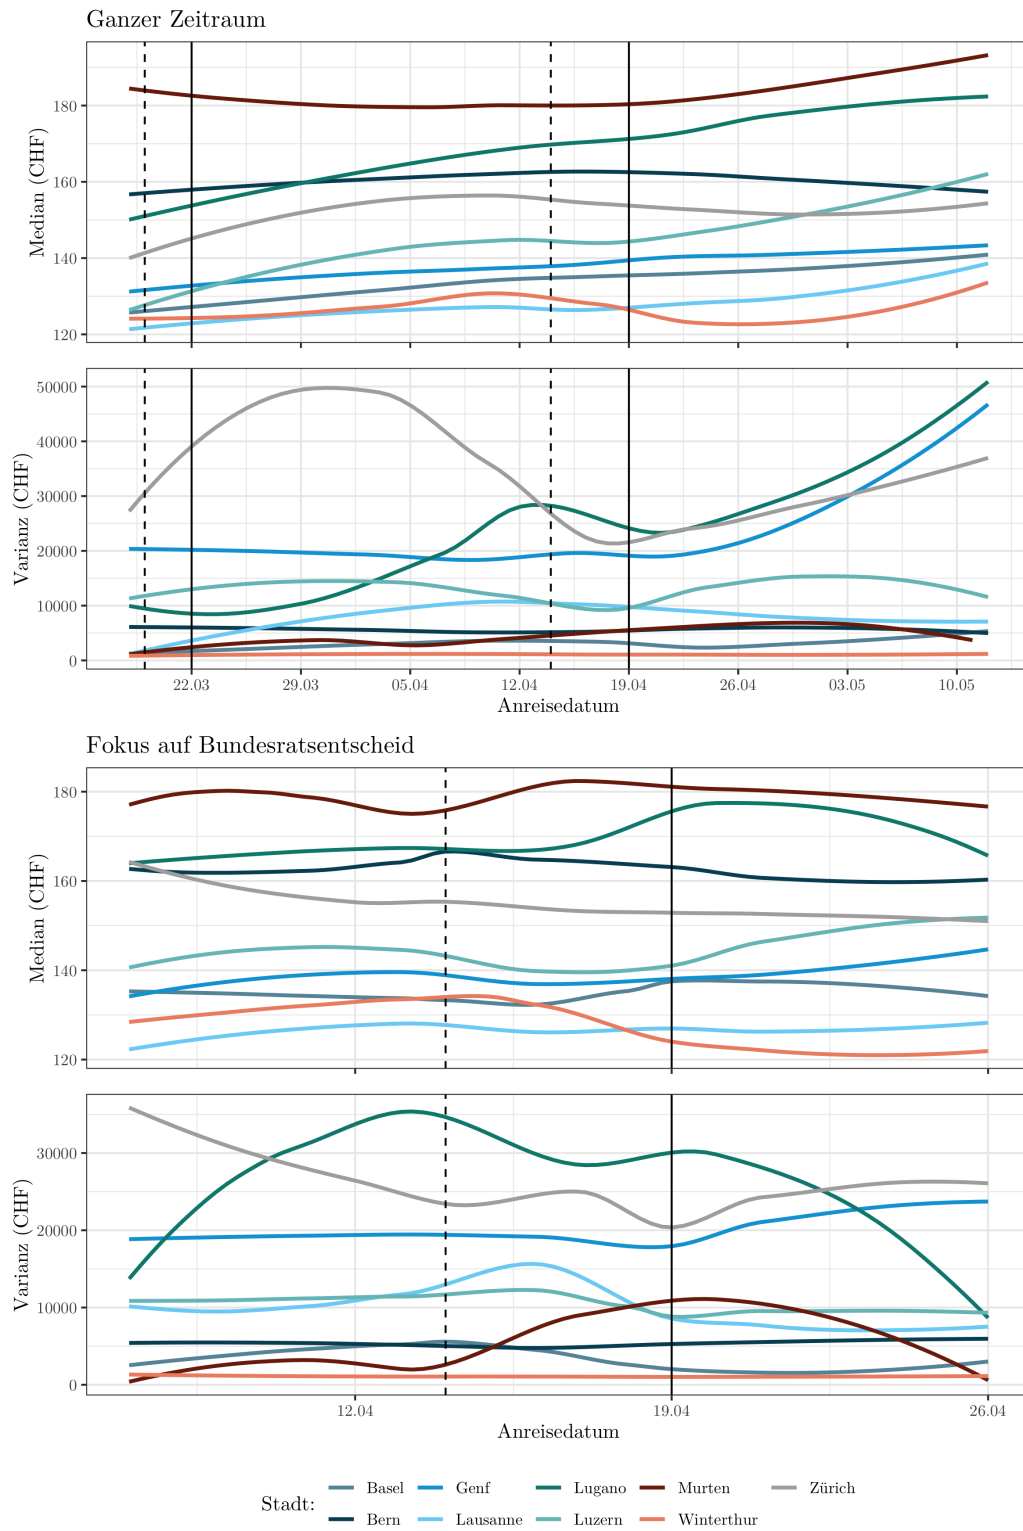 Ganzer Zeitraum
Median (CHF)
180
160
140
120
Varianz (CHF)
50000
40000
30000
20000
10000
0
22.03 29.03 05.04 12.04 19.04 26.04 03.05 10.05
Anreisedatum
Fokus auf Bundesratsentscheid
Median (CHF)
180
160
140
120
Varianz (CHF)
30000
20000
10000
0
12.04 19.04 26.04
Anreisedatum
Stadt:
Basel Genf Lugano Murten Zürich
Bern Lausanne Luzern Winterthur